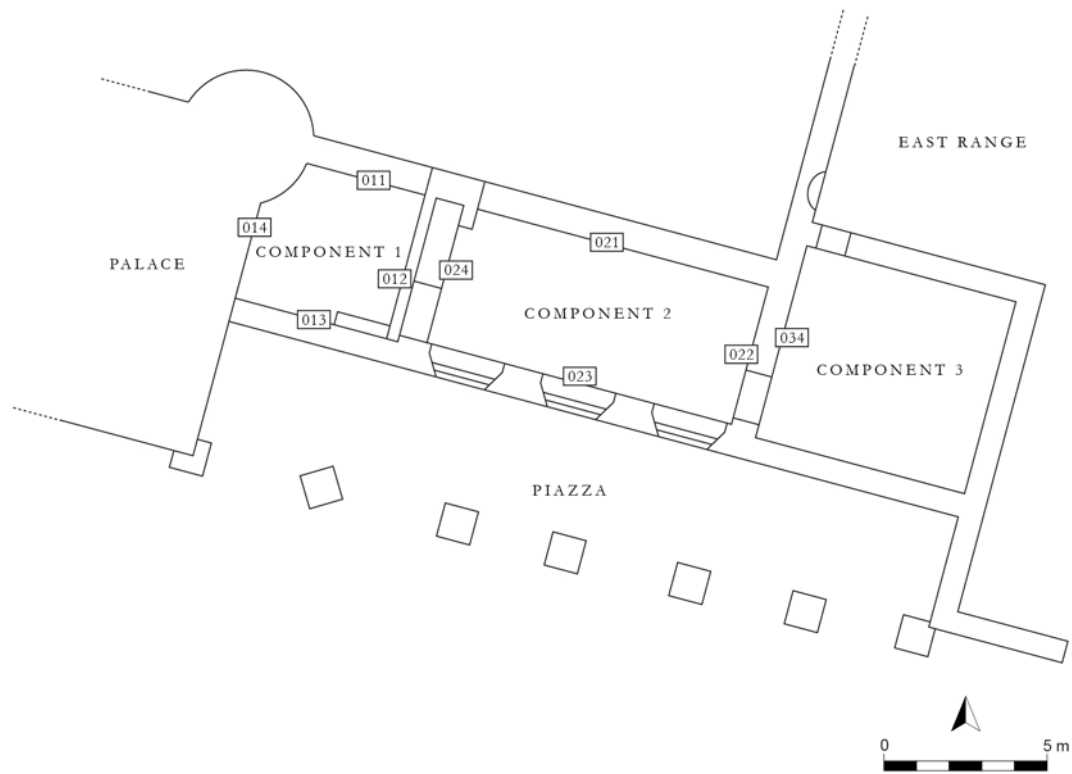 EAST RANGE
011
014
021
COMPONENT 1
PALACE
012
024
COMPONENT 2
013
034
022
COMPONENT 3
023
PIAZZA
0
5 m